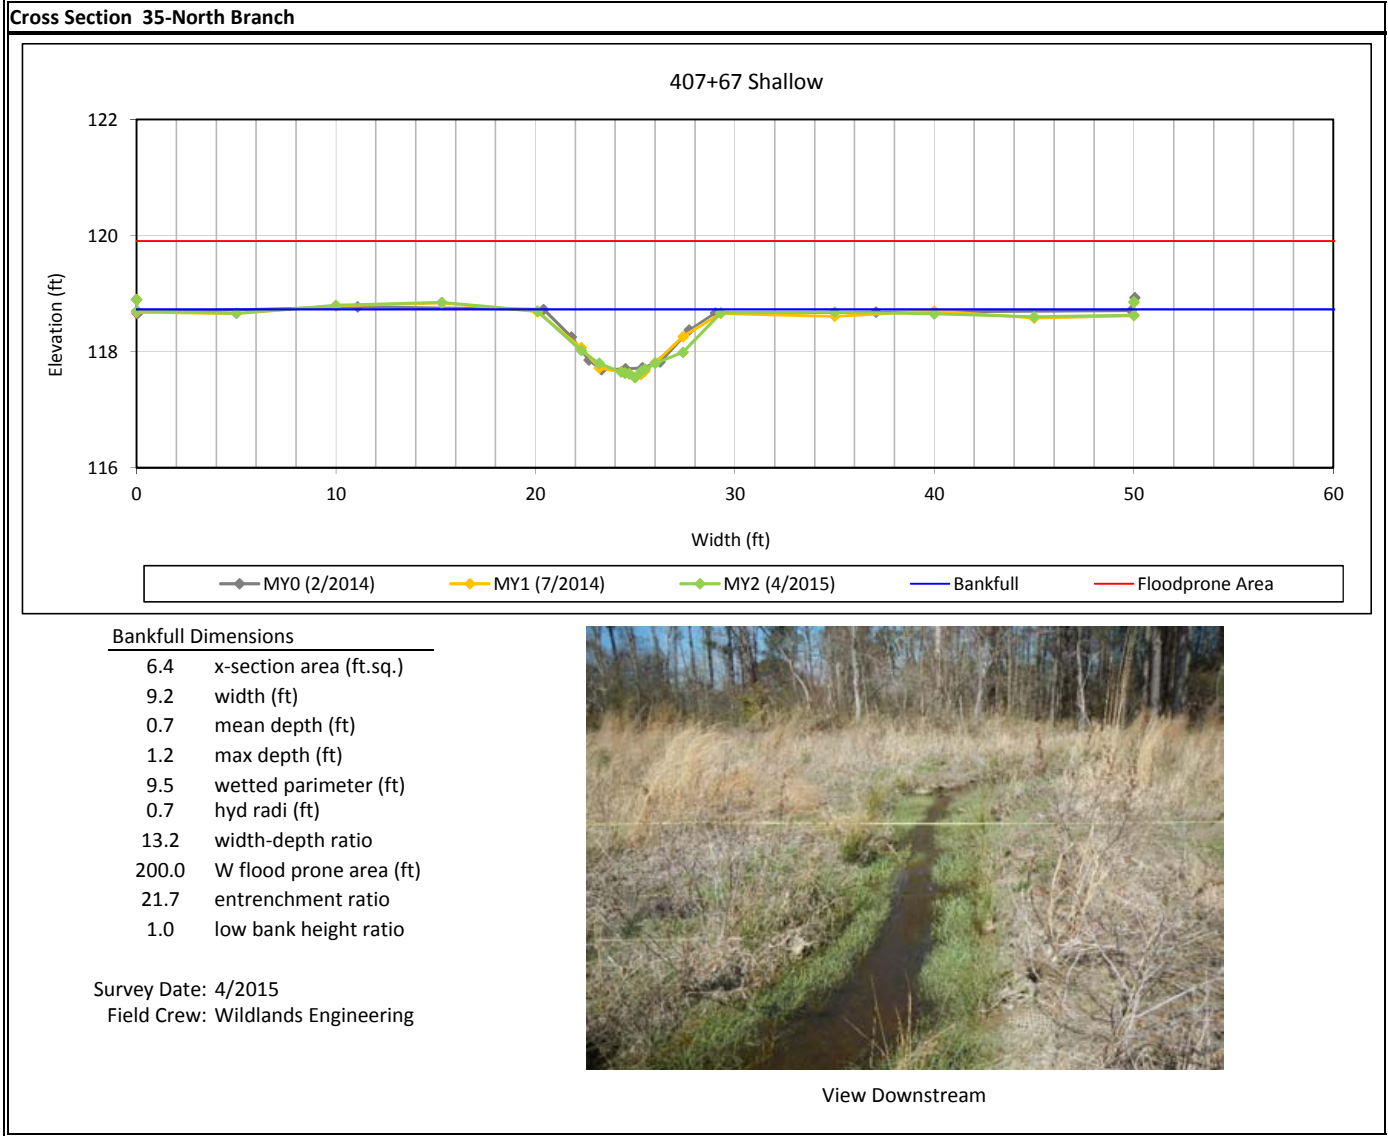 Cross Section 35-North Branch
407+67 Shallow
122
120
118
116
Elevation (ft)
0 10 20 30 40 50 60
Width (ft)
MY0 (2/2014) MY1 (7/2014) MY2 (4/2015) Bankfull Floodprone Area
Bankfull Dimensions
6.4 x-section area (ft.sq.)
9.2 width (ft)
0.7 mean depth (ft)
1.2 max depth (ft)
9.5 wetted parimeter (ft)
0.7 hyd radi (ft)
13.2 width-depth ratio
200.0 W flood prone area (ft)
21.7 entrenchment ratio
1.0 low bank height ratio
Survey Date: 4/2015
Field Crew: Wildlands Engineering
View Downstream